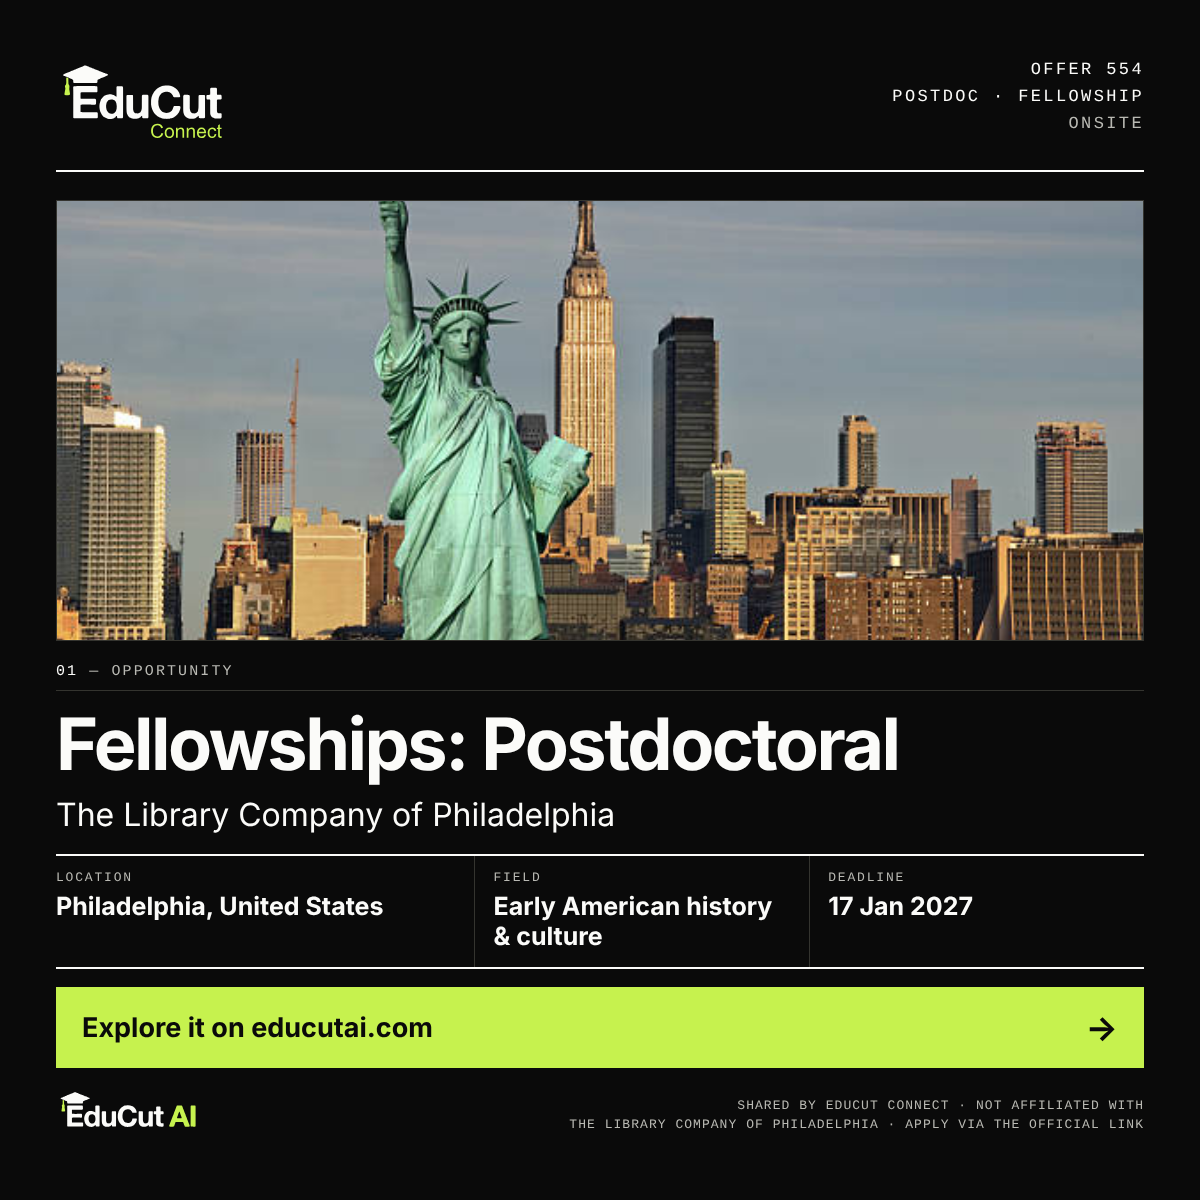 EduCut
Connect
OFFER 554
POSTDOC · FELLOWSHIP
ONSITE
01 — OPPORTUNITY
Fellowships: Postdoctoral
The Library Company of Philadelphia
LOCATION
Philadelphia, United States
FIELD
Early American history
& culture
DEADLINE
17 Jan 2027
Explore it on educutai.com →
EduCut AI
SHARED BY EDUCUT CONNECT · NOT AFFILIATED WITH
THE LIBRARY COMPANY OF PHILADELPHIA · APPLY VIA THE OFFICIAL LINK